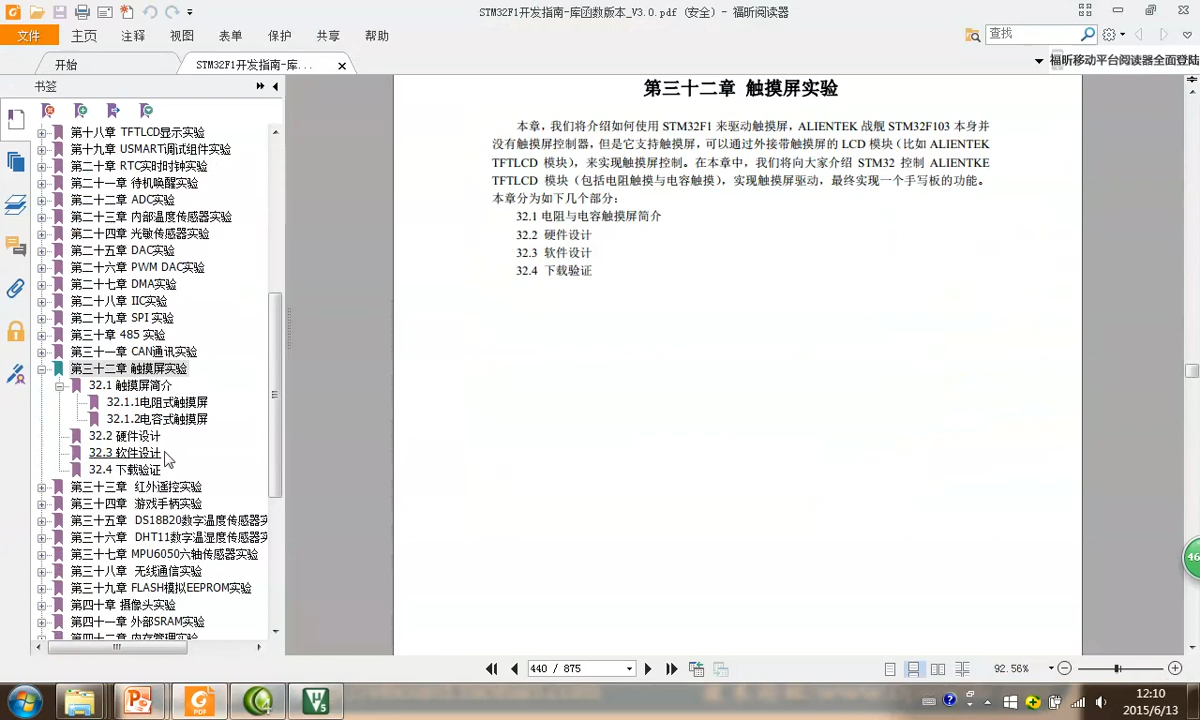 STM32F1开发指南-库函数版本_V3.0.pdf (安全) - 福昕阅读器
文件 主页 注释 视图 表单 保护 共享 帮助
查找
开始 STM32F1开发指南-库...
福昕移动平台阅读器全面登陆
书签
第十八章 TFTLCD显示实验
第十九章 USMART调试组件实验
第二十章 RTC实时时钟实验
第二十一章 待机唤醒实验
第二十二章 ADC实验
第二十三章 内部温度传感器实验
第二十四章 光敏传感器实验
第二十五章 DAC实验
第二十六章 PWM DAC实验
第二十七章 DMA实验
第二十八章 IIC实验
第二十九章 SPI 实验
第三十章 485 实验
第三十一章 CAN通讯实验
第三十二章 触摸屏实验
32.1 触摸屏简介
32.1.1电阻式触摸屏
32.1.2电容式触摸屏
32.2 硬件设计
32.3 软件设计
32.4 下载验证
第三十三章 红外遥控实验
第三十四章 游戏手柄实验
第三十五章 DS18B20数字温度传感器实
第三十六章 DHT11数字温湿度传感器实
第三十七章 MPU6050六轴传感器实验
第三十八章 无线通信实验
第三十九章 FLASH模拟EEPROM实验
第四十章 摄像头实验
第四十一章 外部SRAM实验
第四十二章 内存管理实验
第三十二章 触摸屏实验
本章,我们将介绍如何使用 STM32F1 来驱动触摸屏,ALIENTEK 战舰 STM32F103 本身并
没有触摸屏控制器,但是它支持触摸屏,可以通过外接带触摸屏的 LCD 模块(比如 ALIENTEK
TFTLCD 模块),来实现触摸屏控制。在本章中,我们将向大家介绍 STM32 控制 ALIENTKE
TFTLCD 模块(包括电阻触摸与电容触摸),实现触摸屏驱动,最终实现一个手写板的功能。
本章分为如下几个部分:
32.1 电阻与电容触摸屏简介
32.2 硬件设计
32.3 软件设计
32.4 下载验证
46
440 / 875
92.56%
12:10
2015/6/13